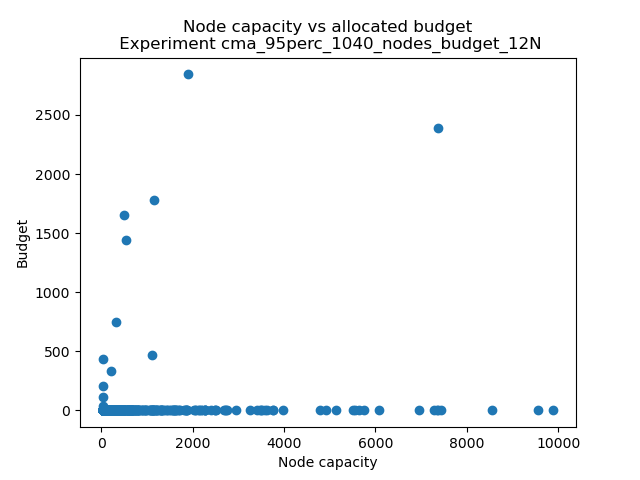 Node capacity vs allocated budget
Experiment cma_95perc_1040_nodes_budget_12N
2500
2000
1500
1000
500
0
Budget
0 2000 4000 6000 8000 10000
Node capacity